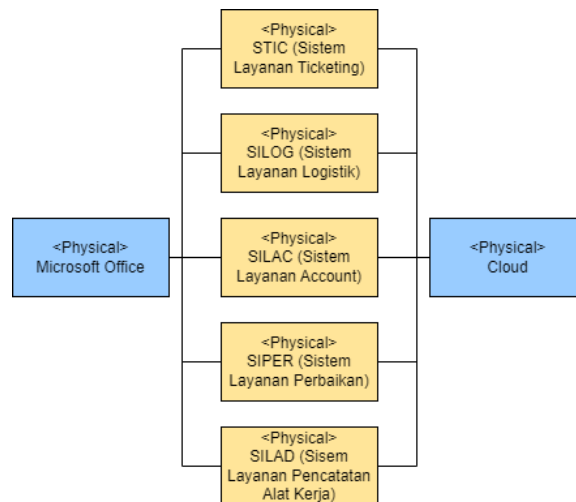 <Physical>
STIC (Sistem
Layanan Ticketing)
<Physical>
SILOG (Sistem
Layanan Logistik)
<Physical>
Microsoft Office
<Physical>
SILAC (Sistem
Layanan Account)
<Physical>
Cloud
<Physical>
SIPER (Sistem
Layanan Perbaikan)
<Physical>
SILAD (Sisem
Layanan Pencatatan
Alat Kerja)